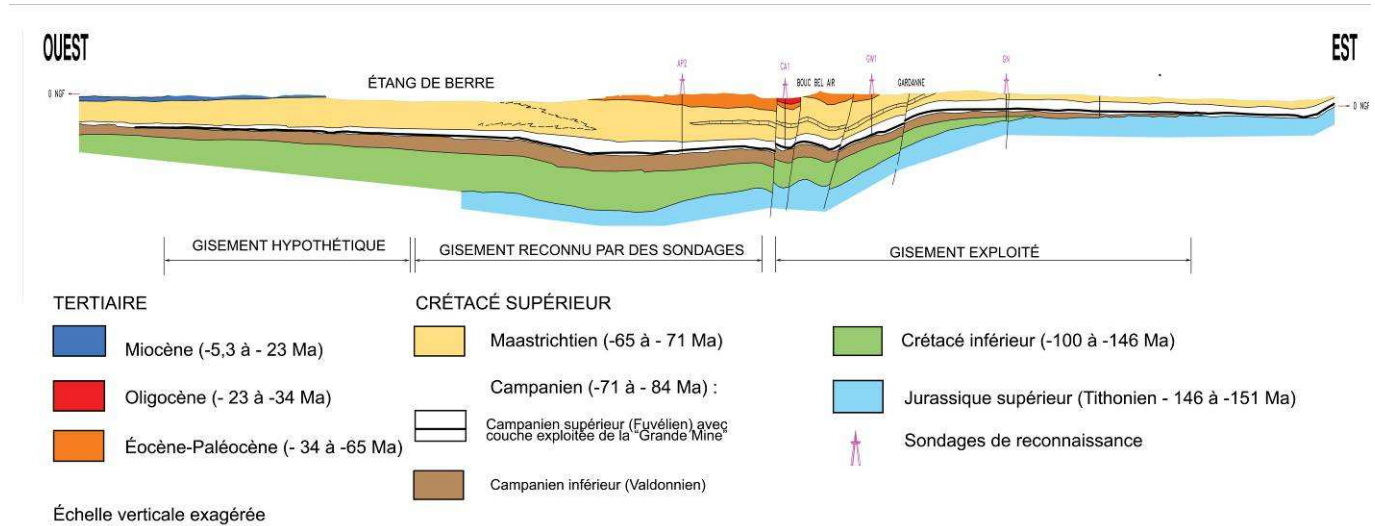 OUEST
EST
ÉTANG DE BERRE
AP2
CA1
BOUC BEL AIR
GW1
GARDANNE
GN
0 NGF
0 NGF
GISEMENT HYPOTHÉTIQUE
GISEMENT RECONNU PAR DES SONDAGES
GISEMENT EXPLOITÉ
TERTIAIRE
Miocène (-5,3 à - 23 Ma)
Oligocène (- 23 à -34 Ma)
Éocène-Paléocène (- 34 à -65 Ma)
Échelle verticale exagérée
CRÉTACÉ SUPÉRIEUR
Maastrichtien (-65 à - 71 Ma)
Campanien (-71 à - 84 Ma) :
Campanien supérieur (Fuvélien) avec
couche exploitée de la "Grande Mine"
Campanien inférieur (Valdonnien)
Crétacé inférieur (-100 à -146 Ma)
Jurassique supérieur (Tithonien - 146 à -151 Ma)
Sondages de reconnaissance